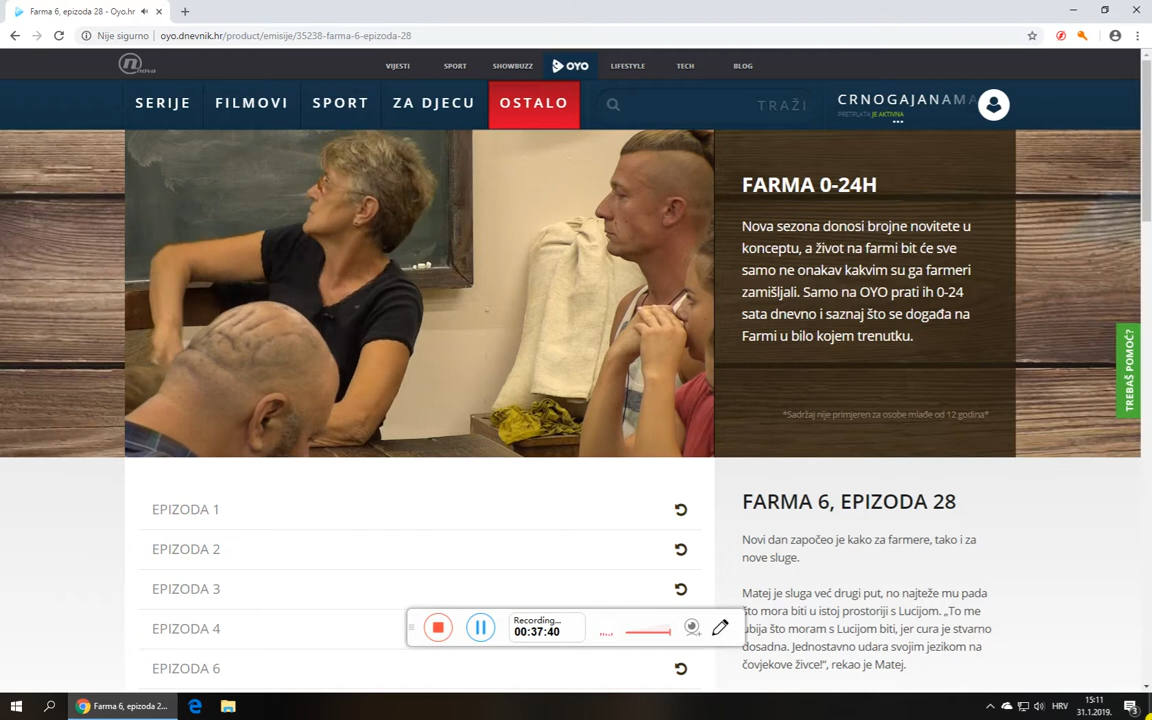 Farma 6, epizoda 28 - Oyo.hr
Nije sigurno
oyo.dnevnik.hr/product/emisije/35238-farma-6-epizoda-28
nova
VIJESTI
SPORT
SHOWBUZZ
OYO
LIFESTYLE
TECH
BLOG
SERIJE
FILMOVI
SPORT
ZA DJECU
OSTALO
TRAŽI
CRNOGAJANAMA
PRETPLATA JE AKTIVNA
FARMA 0-24H
Nova sezona donosi brojne novitete u
konceptu, a život na farmi bit će sve
samo ne onakav kakvim su ga farmeri
zamišljali. Samo na OYO prati ih 0-24
sata dnevno i saznaj što se događa na
Farmi u bilo kojem trenutku.
*Sadržaj nije primjeren za osobe mlađe od 12 godina*
TREBAŠ POMOĆ?
EPIZODA 1
EPIZODA 2
EPIZODA 3
EPIZODA 4
EPIZODA 6
FARMA 6, EPIZODA 28
Novi dan započeo je kako za farmere, tako i za
nove sluge.
Matej je sluga već drugi put, no najteže mu pada
što mora biti u istoj prostoriji s Lucijom. „To me
ubija što moram s Lucijom biti, jer cura je stvarno
dosadna. Jednostavno udara svojim jezikom na
čovjekove živce!“, rekao je Matej.
Recording...
00:37:40
Farma 6, epizoda 2...
HRV
15:11
31.1.2019.
3